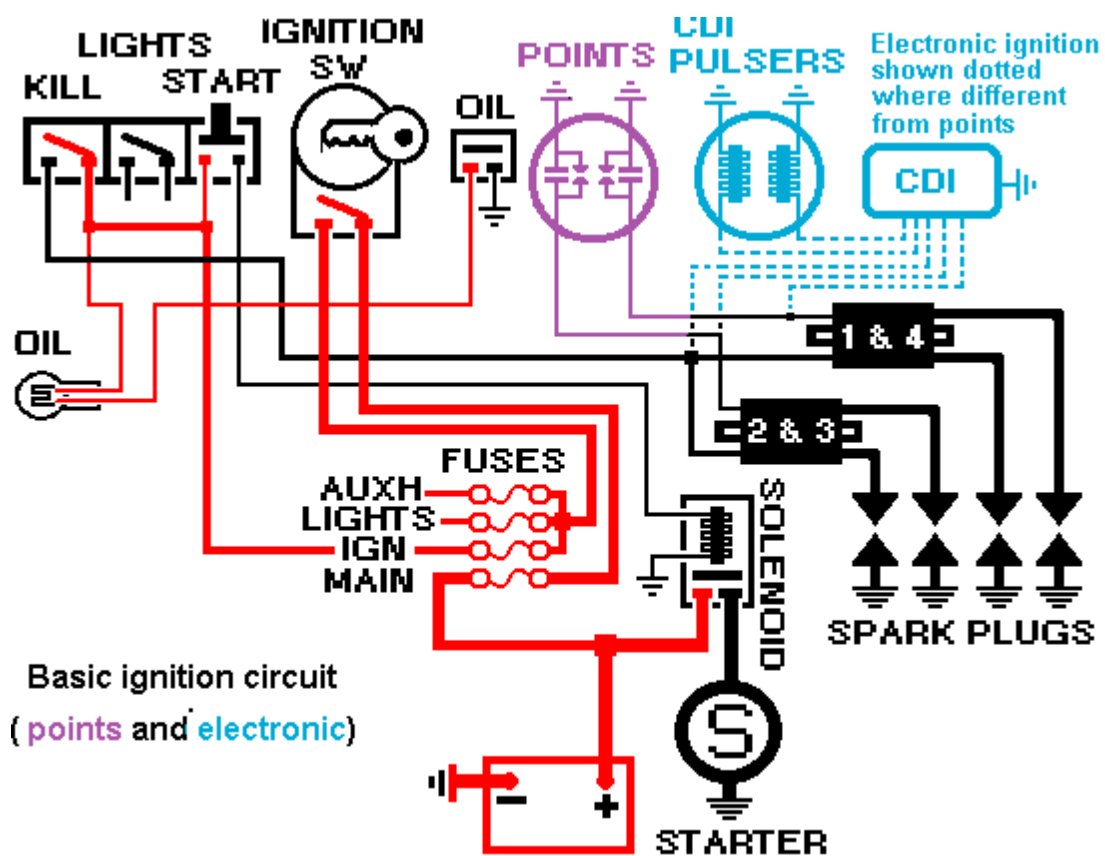 LIGHTS
KILL
START
IGNITION
SW
OIL
POINTS
CDI
PULSERS
Electronic ignition
shown dotted
where different
from points
CDI
1 & 4
OIL
2 & 3
FUSES
AUXH
LIGHTS
IGN
MAIN
SOLENOID
SPARK PLUGS
Basic ignition circuit
( points and electronic)
S
STARTER